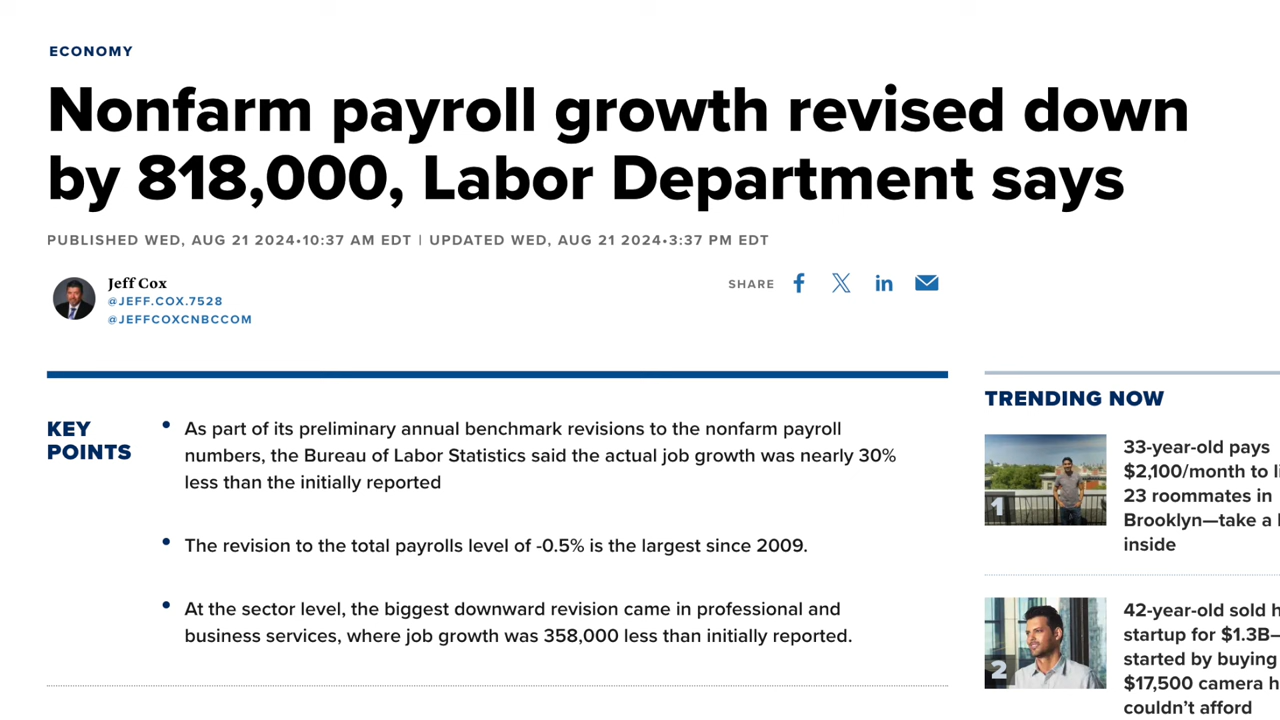 ECONOMY
Nonfarm payroll growth revised down
by 818,000, Labor Department says
PUBLISHED WED, AUG 21 2024•10:37 AM EDT | UPDATED WED, AUG 21 2024•3:37 PM EDT
Jeff Cox
@JEFF.COX.7528
@JEFFCOXCNBCCOM
SHARE
KEY
POINTS
• As part of its preliminary annual benchmark revisions to the nonfarm payroll
numbers, the Bureau of Labor Statistics said the actual job growth was nearly 30%
less than the initially reported
• The revision to the total payrolls level of -0.5% is the largest since 2009.
• At the sector level, the biggest downward revision came in professional and
business services, where job growth was 358,000 less than initially reported.
TRENDING NOW
1
33-year-old pays
$2,100/month to
23 roommates in
Brooklyn—take a
inside
2
42-year-old sold
startup for $1.3B—
started by buying
$17,500 camera
couldn't afford